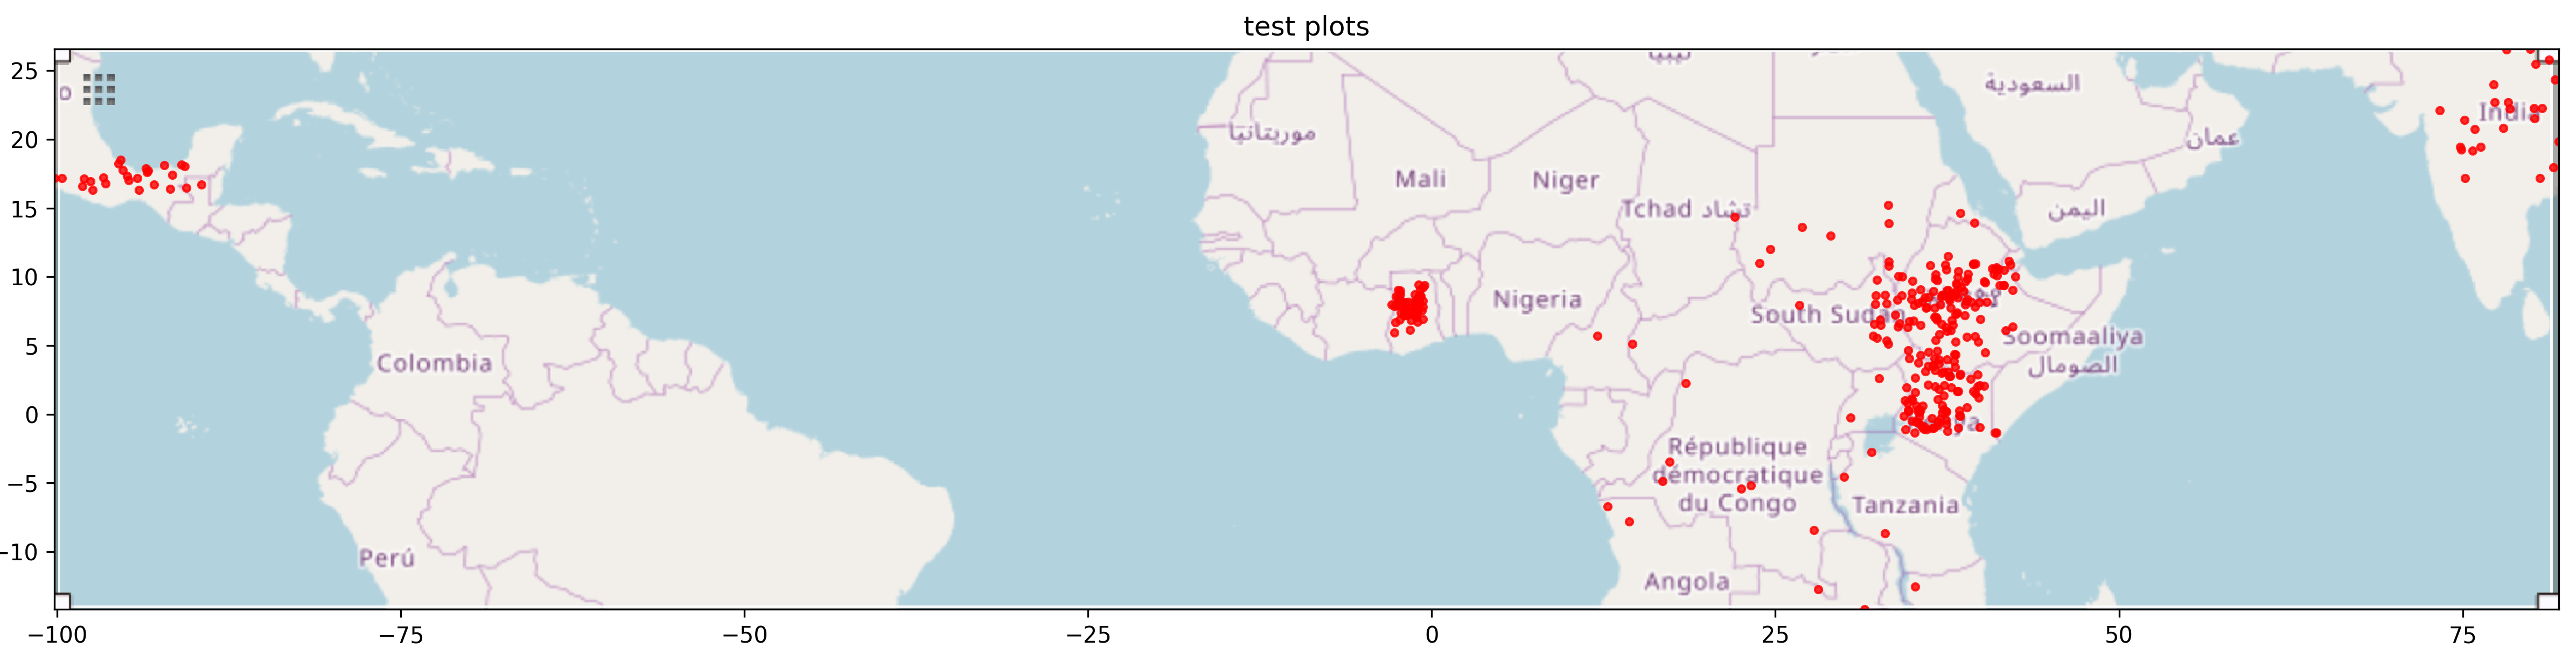 test plots
25
20
15
10
5
0
−5
−10
−100
−75
−50
−25
0
25
50
75
o
موريتانيا
Mali
Niger
Tchad تشاد
السعودية
عمان
اليمن
India
Nigeria
South Sudan
Soomaaliya
الصومال
Colombia
République
démocratique
du Congo
Tanzania
Angola
Perú